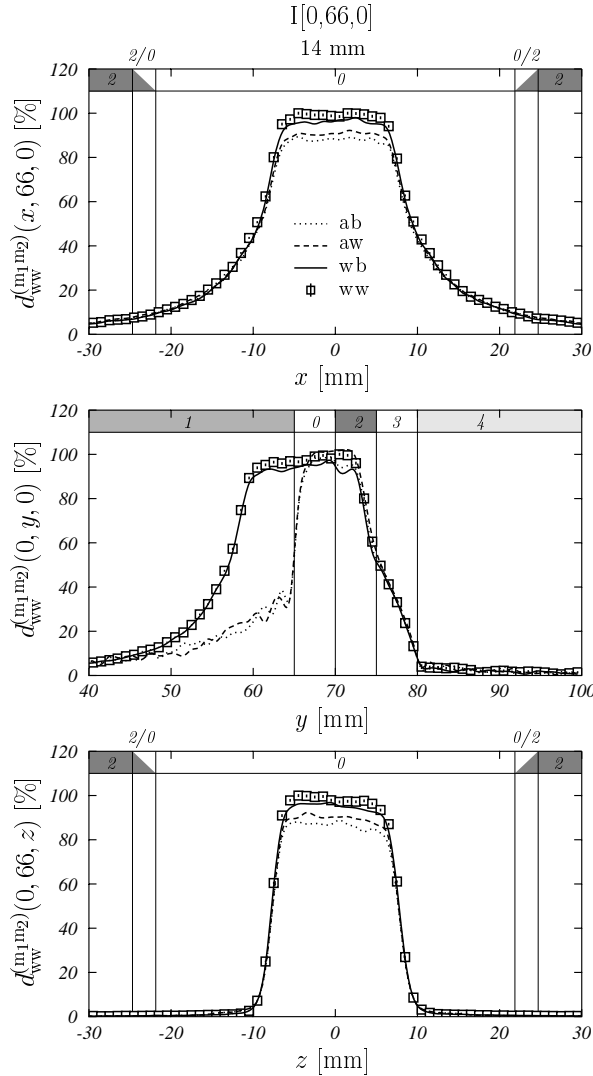 I[0,66,0]
14 mm
2/0 0/2
2 0 2
120
100
80
60
40
20
0
d_ww^(m1m2)(x, 66, 0) [%]
ab
aw
wb
ww
-30 -20 -10 0 10 20 30
x [mm]
1 0 2 3 4
120
100
80
60
40
20
0
d_ww^(m1m2)(0, y, 0) [%]
40 50 60 70 80 90 100
y [mm]
2/0 0/2
2 0 2
120
100
80
60
40
20
0
d_ww^(m1m2)(0, 66, z) [%]
-30 -20 -10 0 10 20 30
z [mm]